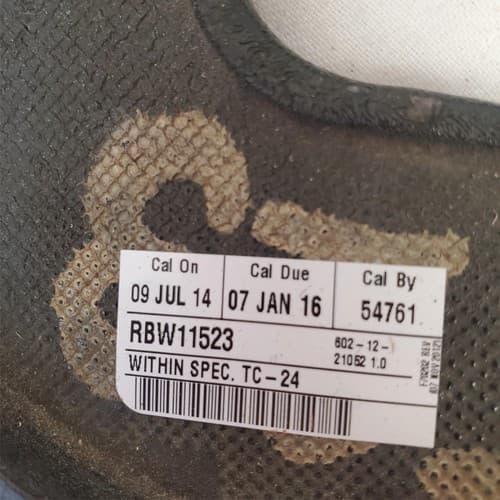 Cal On Cal Due Cal By
09 JUL 14 07 JAN 16 54761
RBW11523
602-12-
21052 1.0
WITHIN SPEC. TC-24